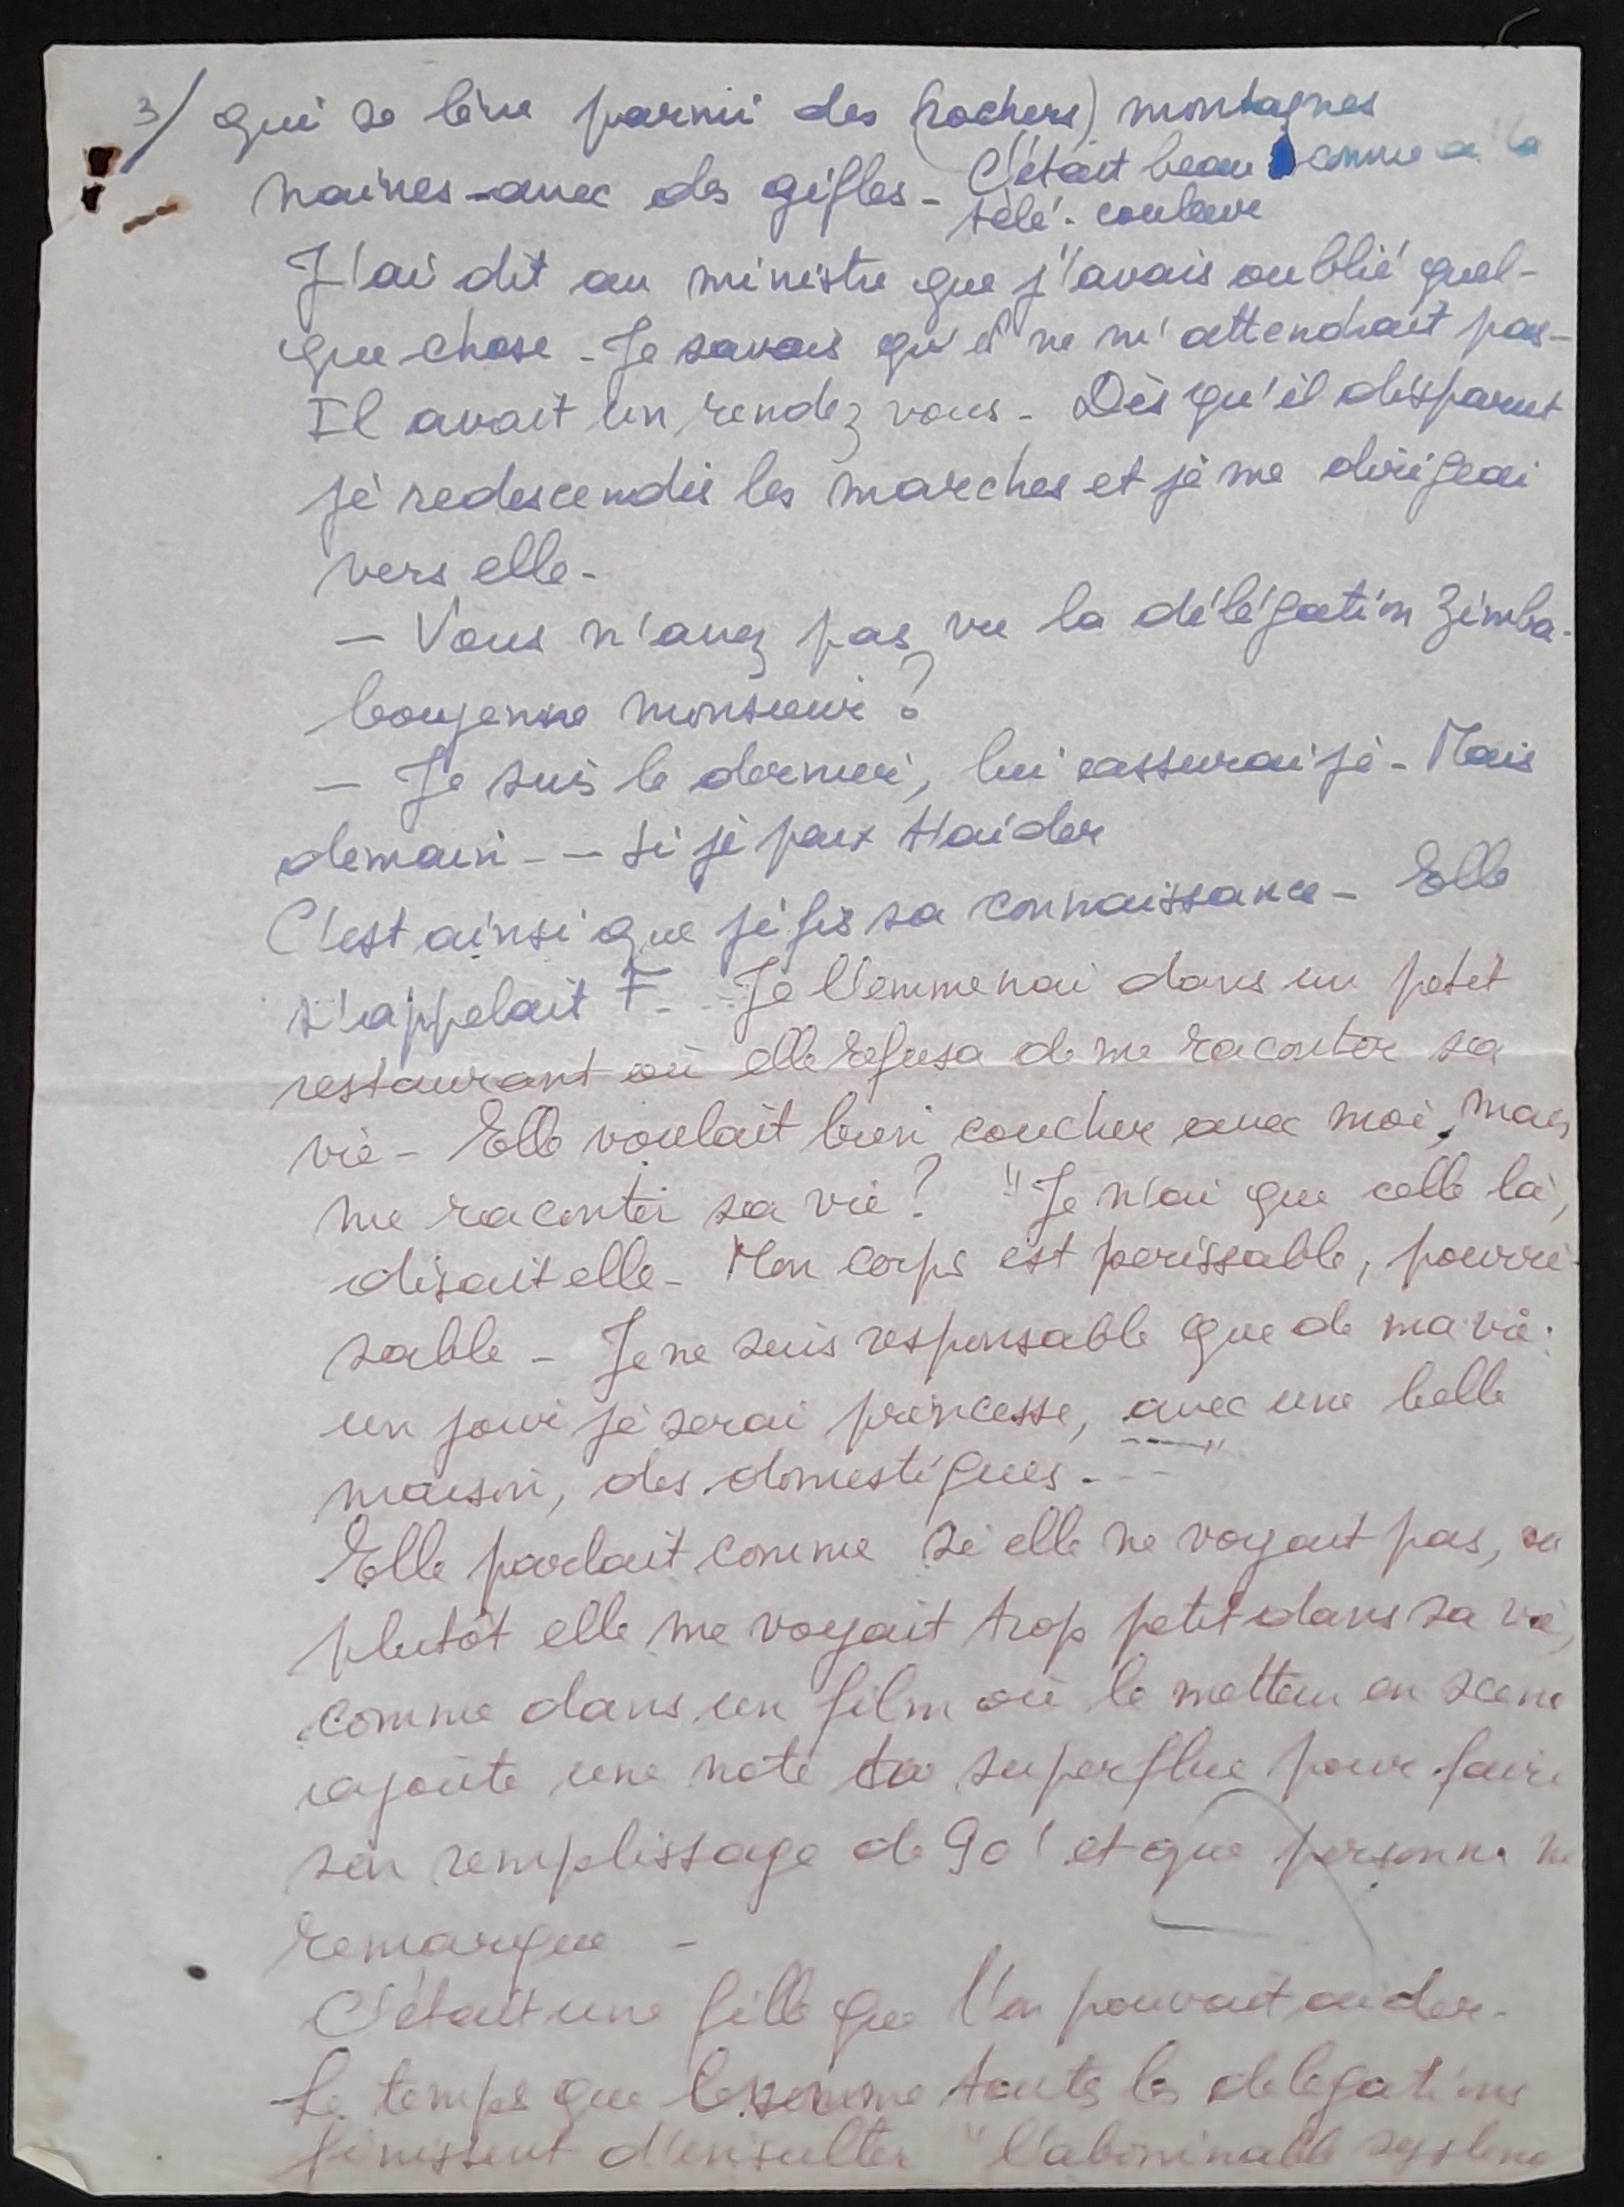 3/ qui se lève parmi des (rochers) montagnes
naines - avec des gifles - C'était beau comme à la
télé - couleur
J'ai dit au ministre que j'avais oublié quel-
que chose - Je savais qu'il ne m'attendrait pas -
Il avait un rendez vous - Dès qu'il disparut
je redescendis les marches et je me dirigeai
vers elle -
- Vous n'avez pas vu la délégation Zimba-
bouyenne monsieur ?
- Je suis le dernier, lui assurai je - Mais
demain - - si je peux t'aider
C'est ainsi que je fis sa connaissance - Elle
s'appelait F. - Je l'emmenai dans un petit
restaurant où elle refusa de me raconter sa
vie - Elle voulait bien coucher avec moi, mais
me raconter sa vie ? "Je n'ai que celle là,
disait elle - Mon corps est perissable, pourris-
sable - Je ne suis responsable que de ma vie.
un jour je serai princesse, avec une belle
maison, des domestiques - - - "
Elle parlait comme si elle ne voyait pas, ou
plutôt elle me voyait trop petit dans sa vie,
comme dans un film où le metteur en scene
rajoute une note superflue pour faire
son remplissage de 90' et que personne ne
remarque -
C'était une fille que l'on pouvait aider -
Le temps que toutes les delegations
finissent d'insulter "l'abominable systeme